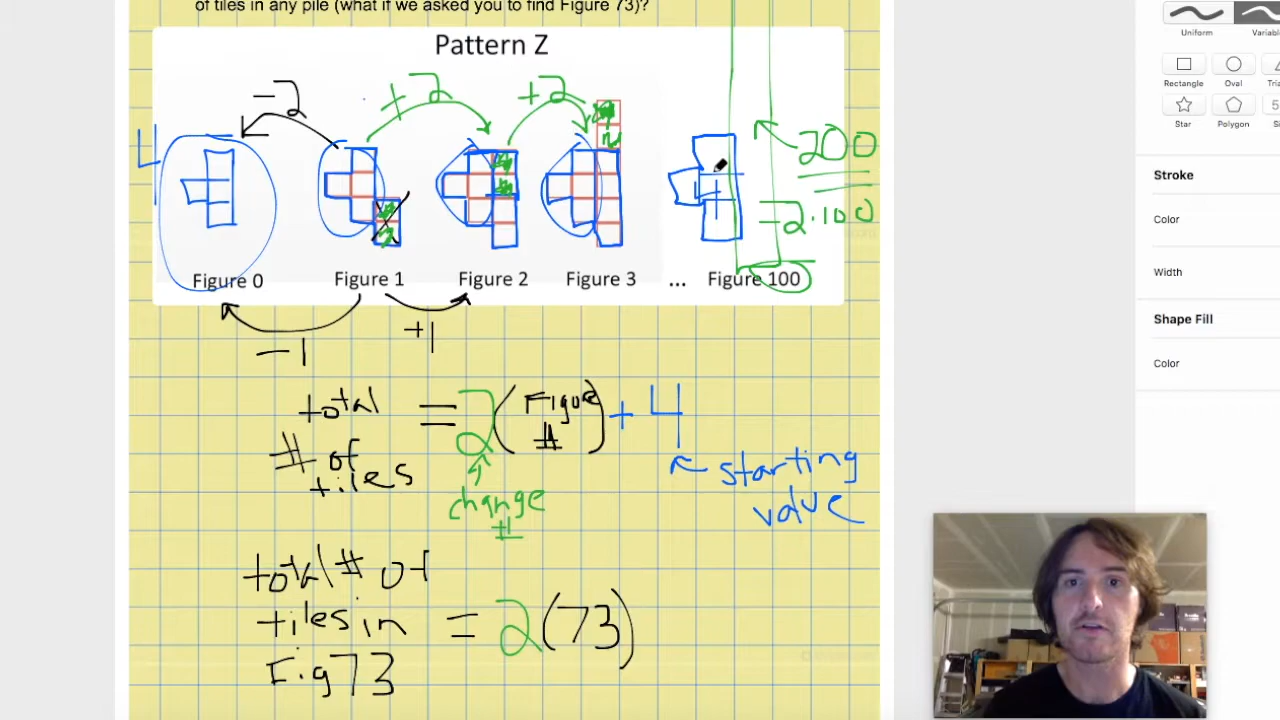 of tiles in any pile (what if we asked you to find Figure 73)?
Pattern Z
-2
+2
+2
4
200
=2·100
Figure 0
Figure 1
Figure 2
Figure 3
...
Figure 100
-1
+1
total
# of
tiles
= 2(Figure
#) + 4
change
#
starting
value
total # of
tiles in
Fig 73
= 2(73)
Uniform
Rectangle
Oval
Star
Polygon
Stroke
Color
Width
Shape Fill
Color